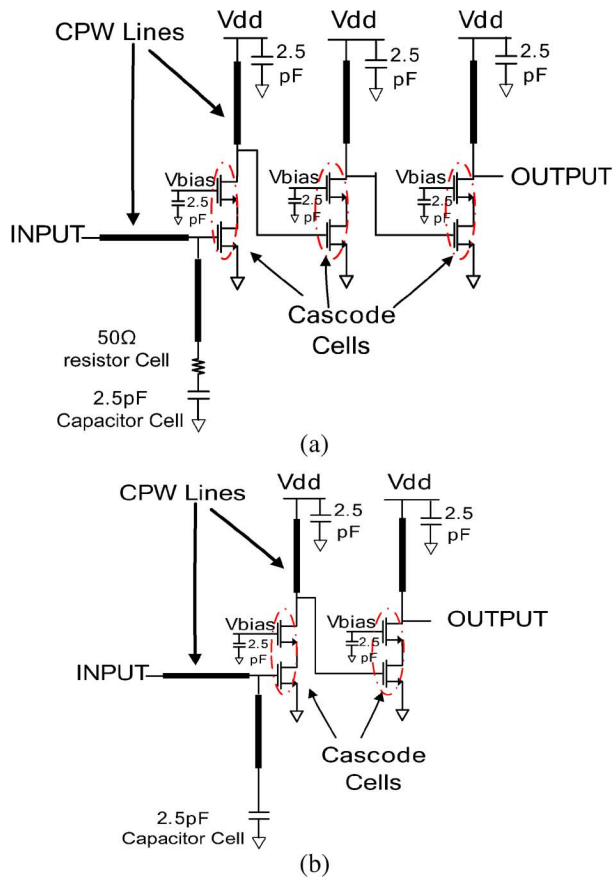 CPW Lines
Vdd Vdd Vdd
2.5 pF
2.5 pF
2.5 pF
Vbias
2.5 pF
Vbias
2.5 pF
Vbias
2.5 pF
OUTPUT
INPUT
Cascode
Cells
50Ω
resistor Cell
2.5pF
Capacitor Cell
(a)
CPW Lines
Vdd Vdd
2.5 pF
2.5 pF
Vbias
2.5 pF
Vbias
2.5 pF
OUTPUT
INPUT
Cascode
Cells
2.5pF
Capacitor Cell
(b)